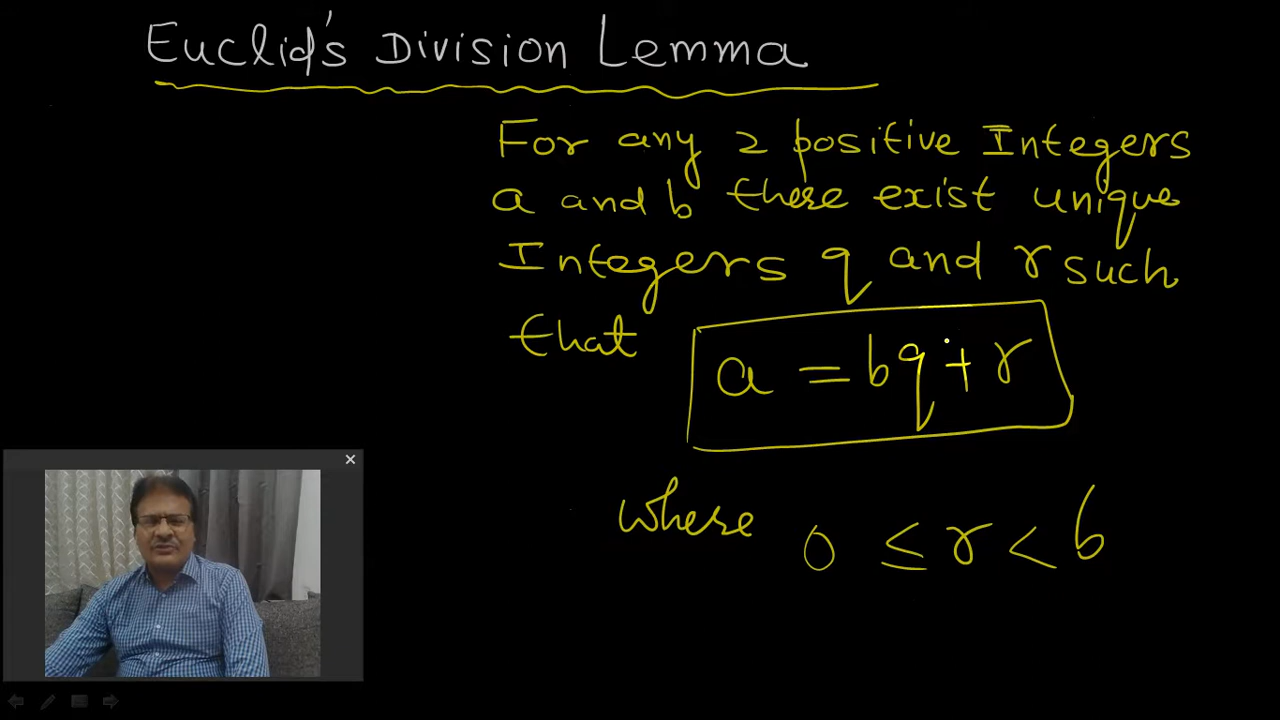 Euclid's Division Lemma
For any 2 positive Integers
a and b there exist unique
Integers q and r such
that a = bq + r
where 0 ≤ r < b